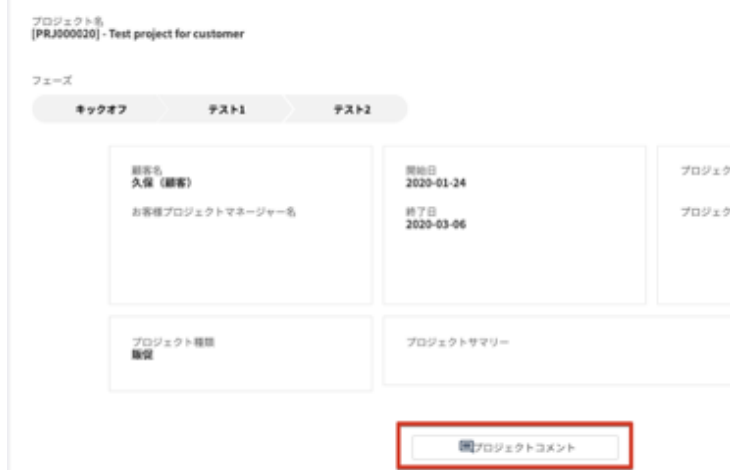 プロジェクト名
[PRJ000020] - Test project for customer
フェーズ
キックオフ
テスト1
テスト2
顧客名
久保（顧客）
お客様プロジェクトマネージャー名
開始日
2020-01-24
終了日
2020-03-06
プロジェク
プロジェク
プロジェクト種類
販促
プロジェクトサマリー
プロジェクトコメント